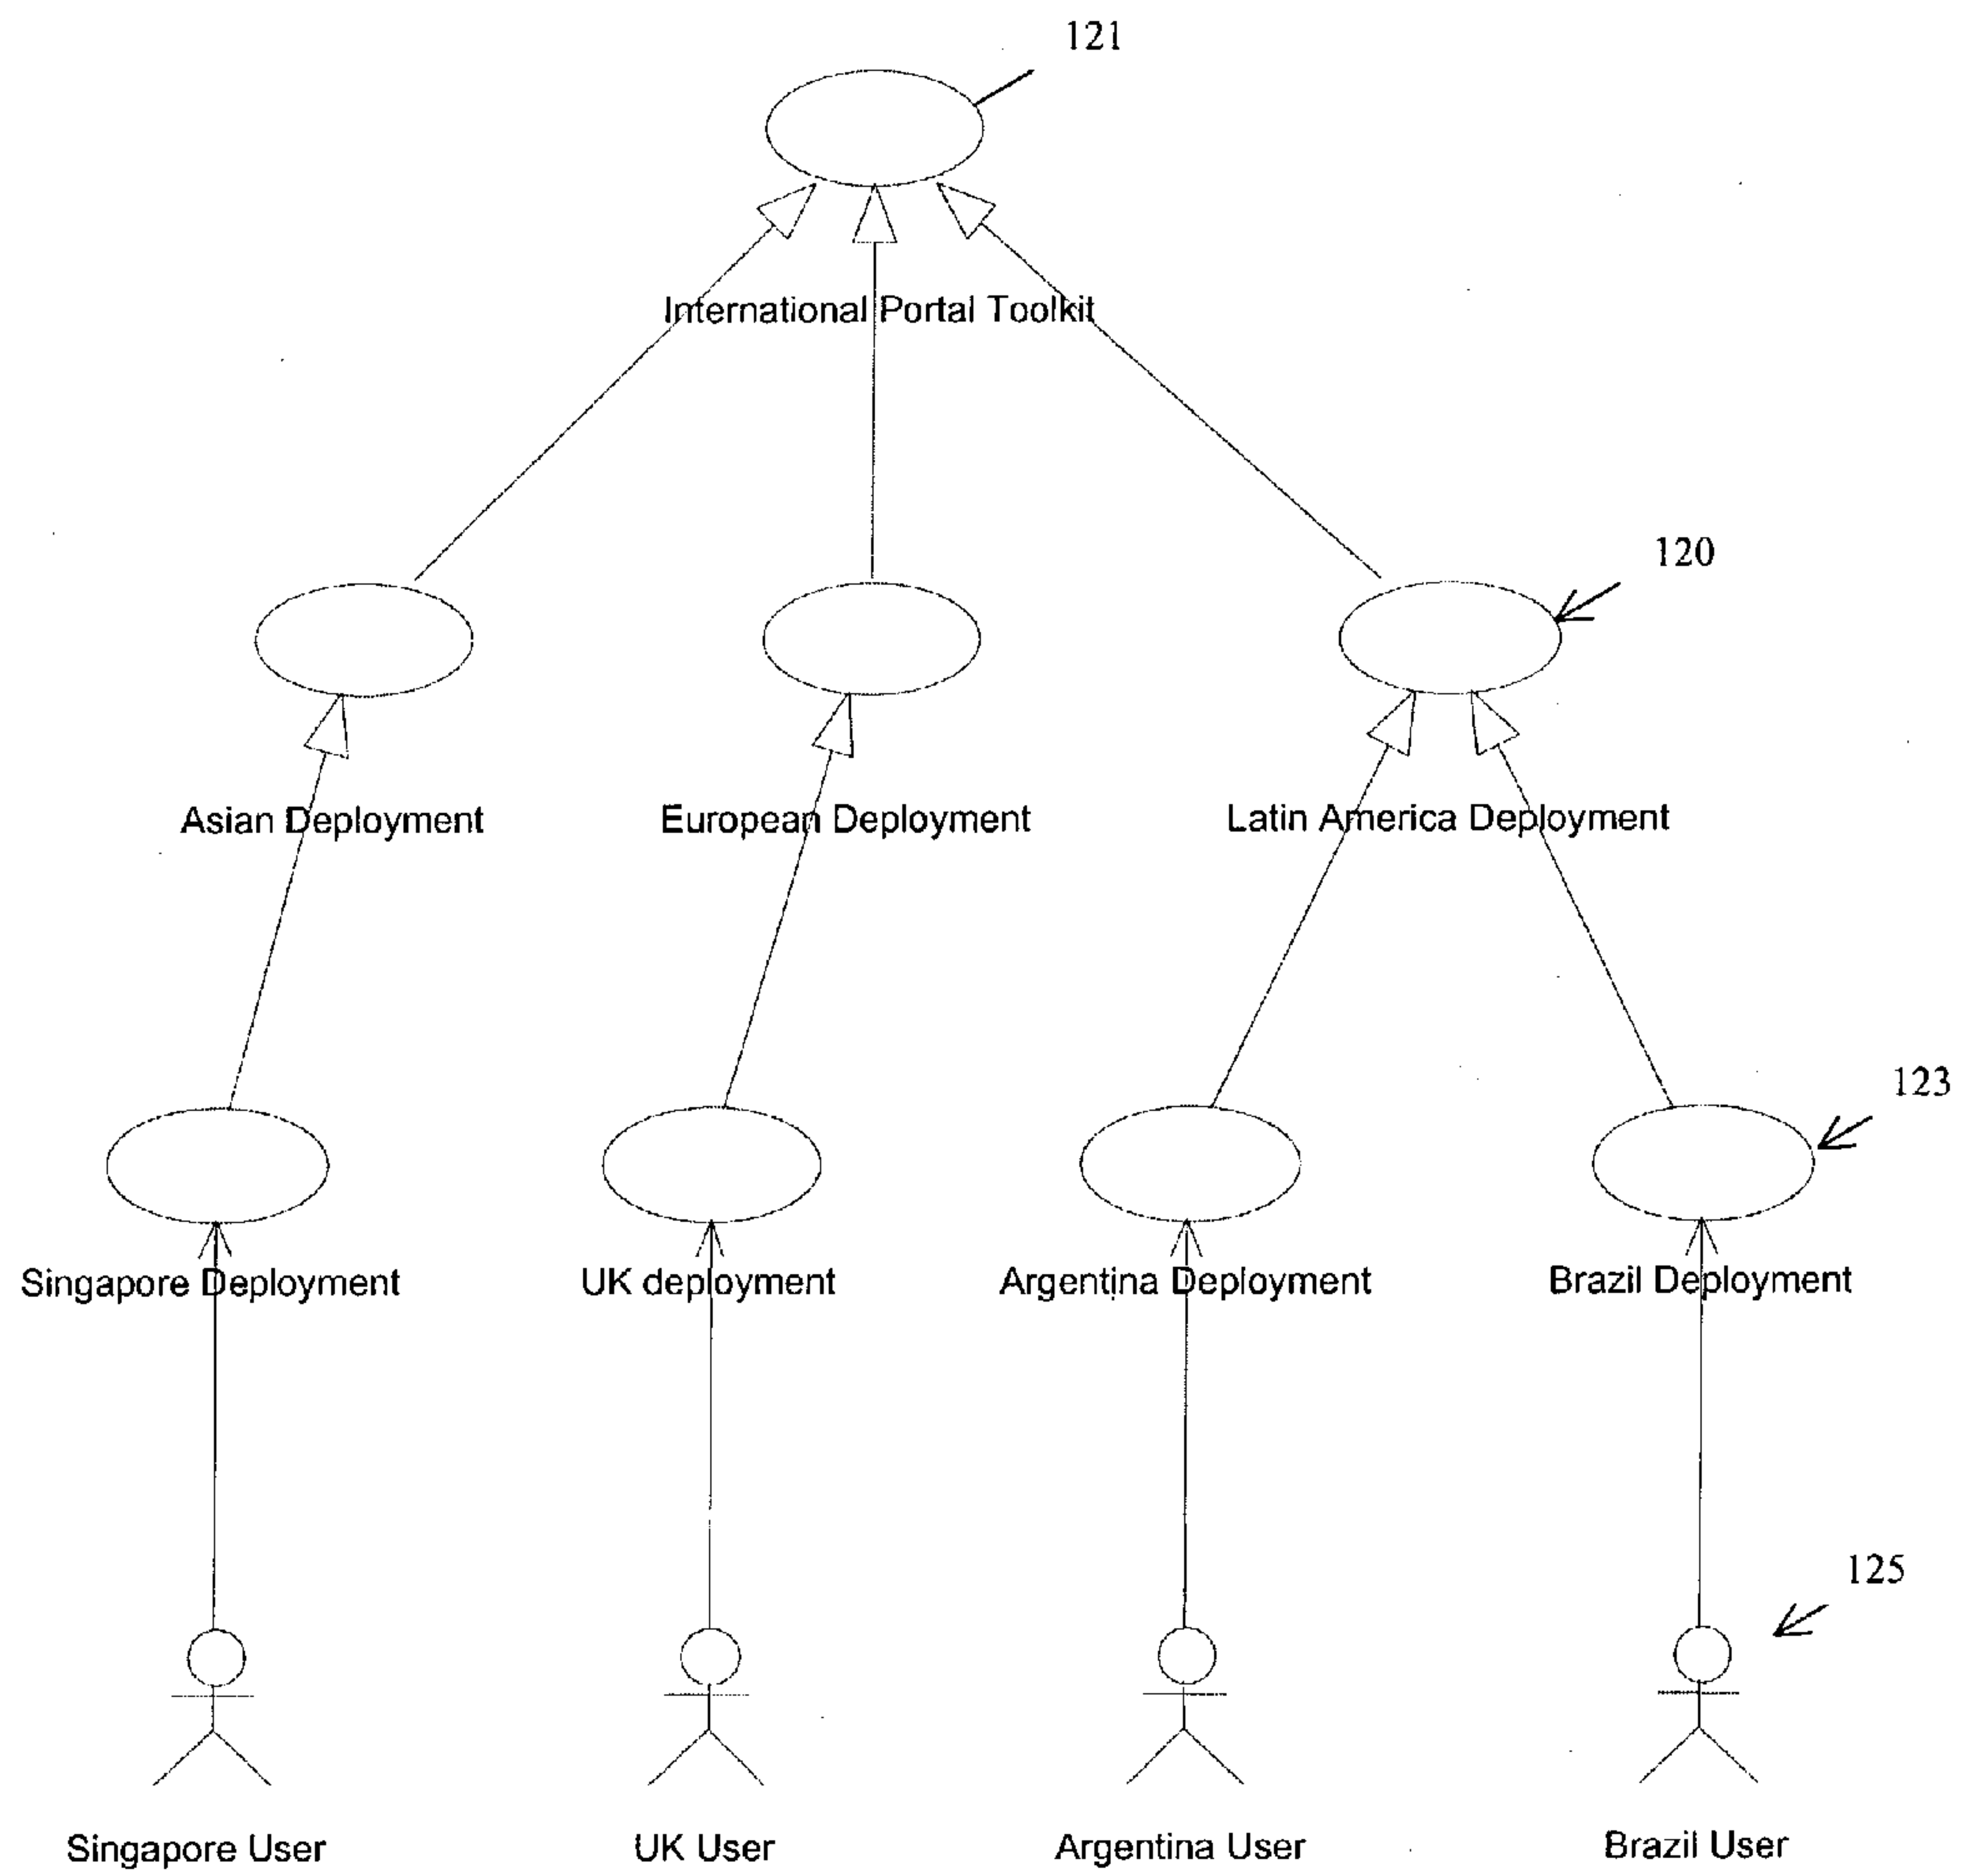 121
International Portal Toolkit
120
Asian Deployment
European Deployment
Latin America Deployment
123
Singapore Deployment
UK deployment
Argentina Deployment
Brazil Deployment
125
Singapore User
UK User
Argentina User
Brazil User